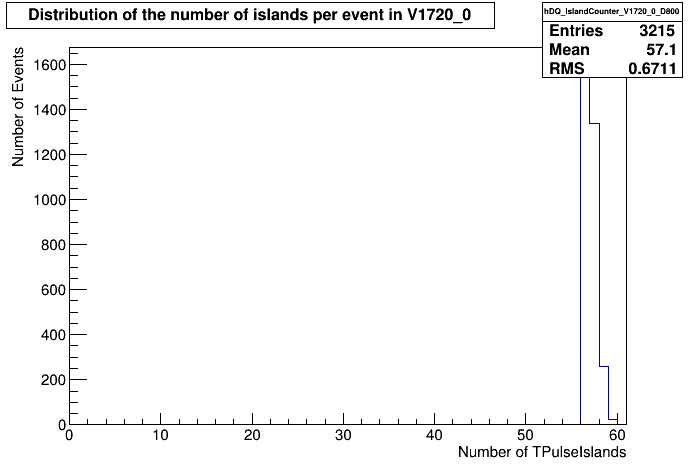 Distribution of the number of islands per event in V1720_0
hDQ_IslandCounter_V1720_0_D800
Entries 3215
Mean 57.1
RMS 0.6711
Number of Events
1600
1400
1200
1000
800
600
400
200
0
0 10 20 30 40 50 60
Number of TPulseIslands